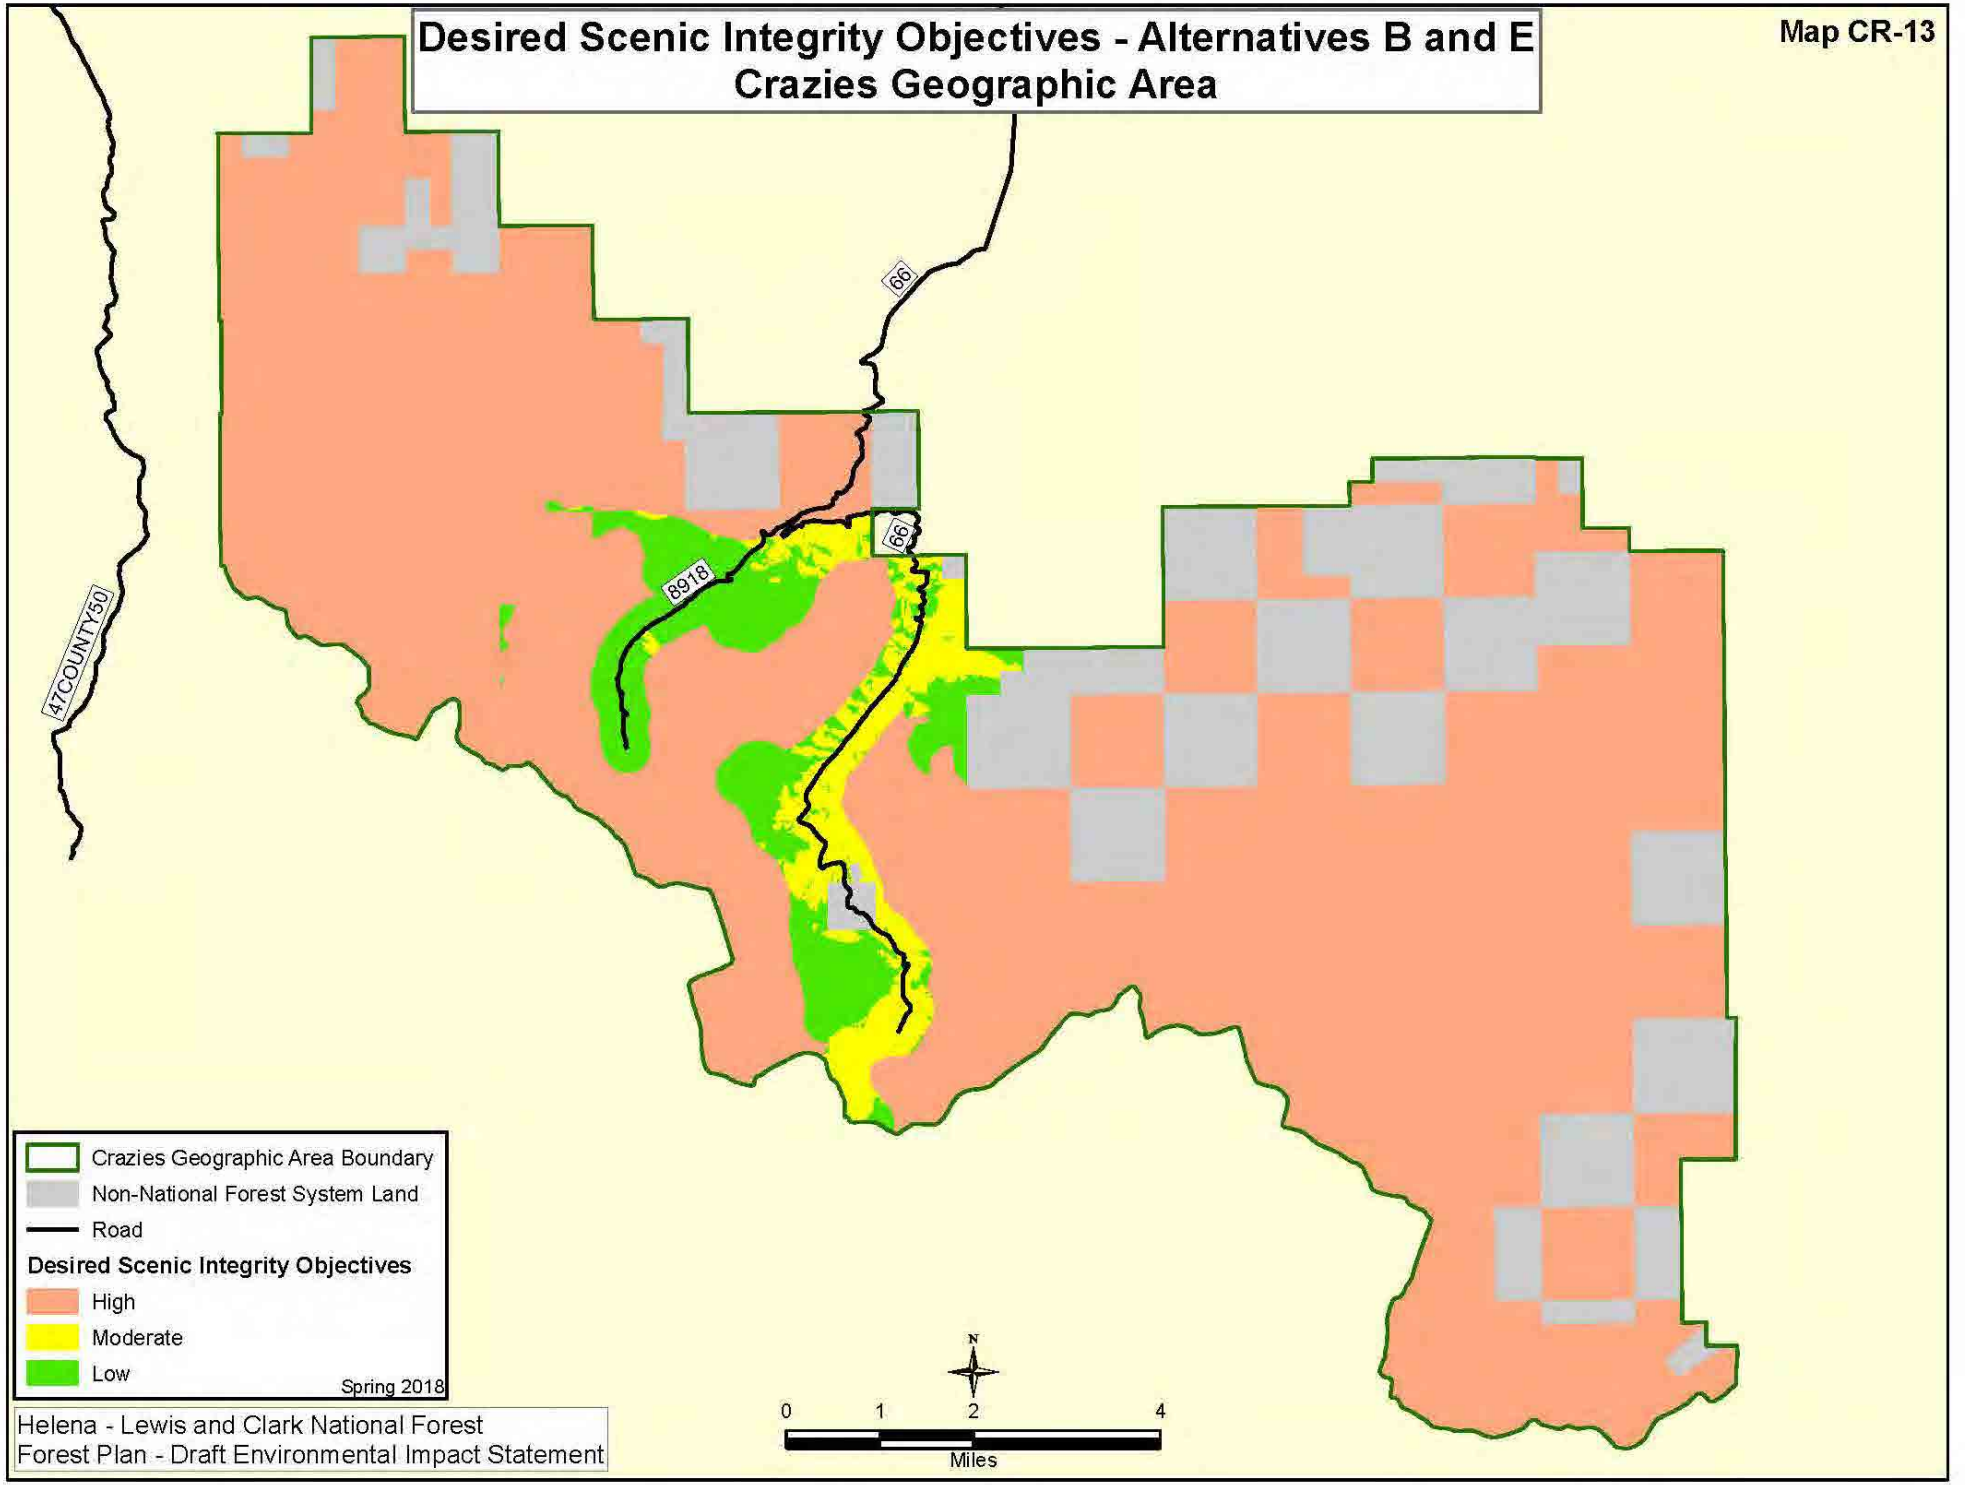 Desired Scenic Integrity Objectives - Alternatives B and E
Crazies Geographic Area
Map CR-13
66
66
8918
47COUNTY50
Crazies Geographic Area Boundary
Non-National Forest System Land
Road
Desired Scenic Integrity Objectives
High
Moderate
Low
Spring 2018
Helena - Lewis and Clark National Forest
Forest Plan - Draft Environmental Impact Statement
N
0 1 2 4
Miles